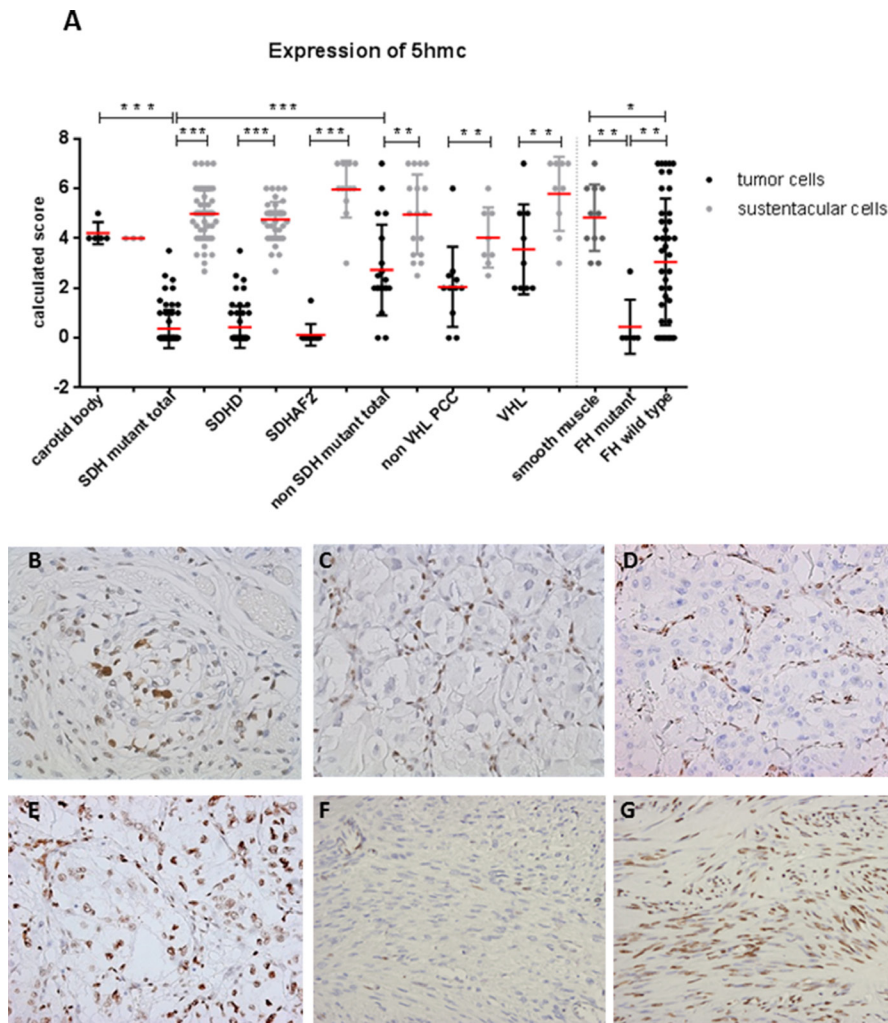 A
Expression of 5hmc
* * * *** *
*** *** *** ** * * * * * * * *
8
6
4
2
0
-2
calculated score
tumor cells
sustentacular cells
carotid body
SDH mutant total
SDHD
SDHAF2
non SDH mutant total
non VHL PCC
VHL
smooth muscle
FH mutant
FH wild type
B
C
D
E
F
G